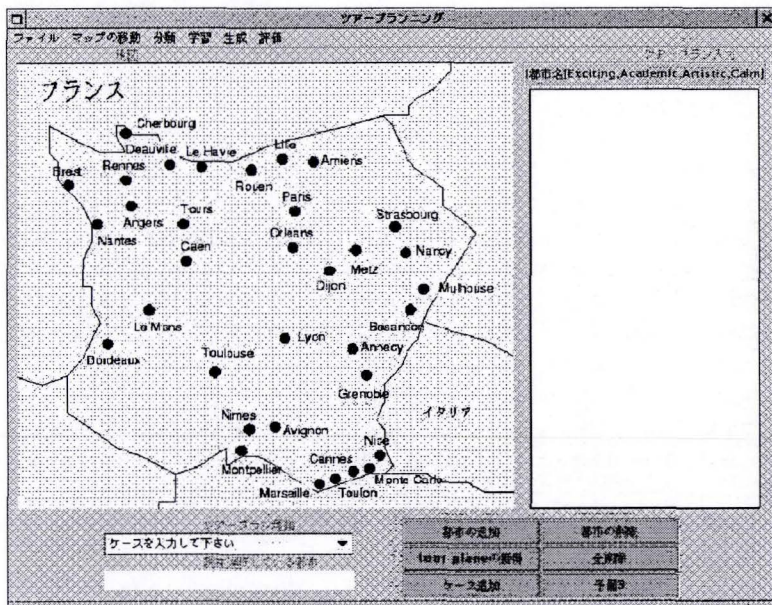 ツアープランニング
ファイル マップの移動 分類 学習 生成 評価
地図
[都市名[Exciting,Academic,Artistic,Calm]
フランス
Cherbourg
Deauville
Le Havie
Lille
Amiens
Rennes
Brest
Rouen
Paris
Angers
Tours
Strasbourg
Nantes
Orleans
Caen
Metz
Nancy
Dijon
Mulhouse
Le Mans
Besancon
Lyon
Annecy
Bordeaux
Toulouse
Grenoble
イタリア
Nimes
Avignon
Nice
Montpellier
Cannes
Monte Carlo
Marseille
Toulon
ケースを入力して下さい
都市の追加
都市の削除
ケース追加